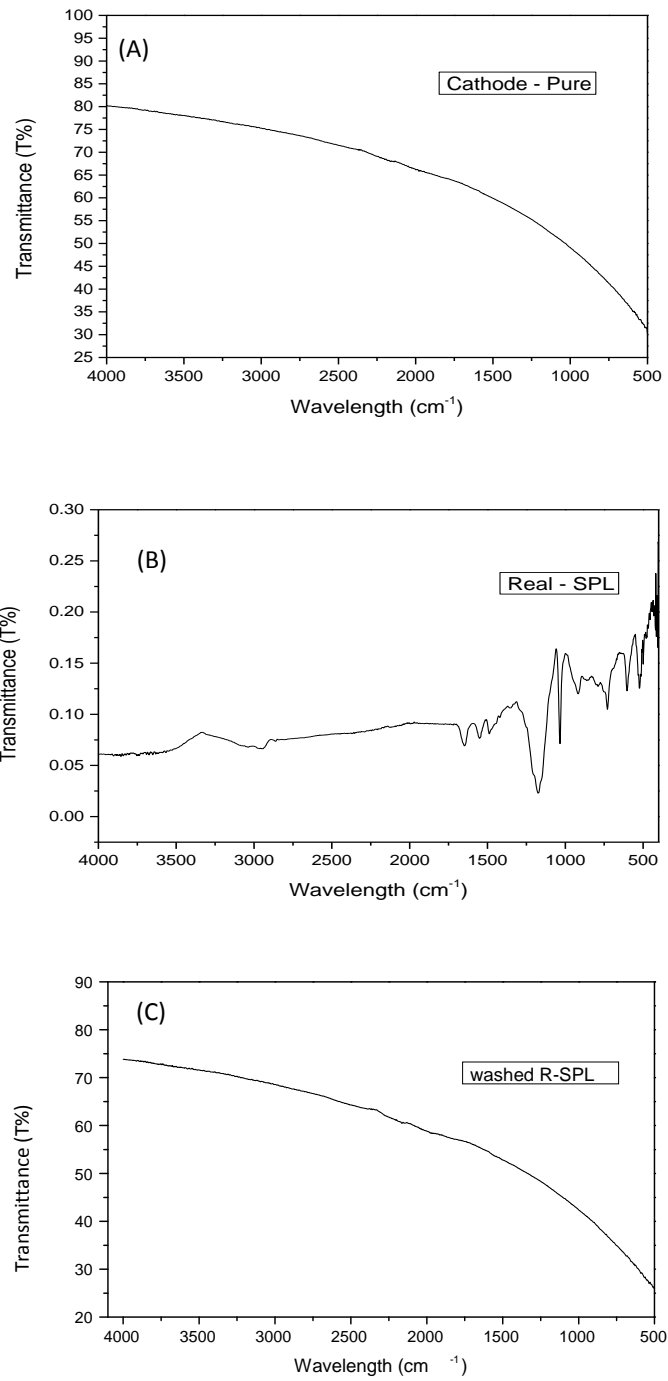 (A)
Cathode - Pure
Transmittance (T%)
100
95
90
85
80
75
70
65
60
55
50
45
40
35
30
25
4000 3500 3000 2500 2000 1500 1000 500
Wavelength (cm⁻¹)
(B)
Real - SPL
Transmittance (T%)
0.30
0.25
0.20
0.15
0.10
0.05
0.00
4000 3500 3000 2500 2000 1500 1000 500
Wavelength (cm⁻¹)
(C)
washed R-SPL
Transmittance (T%)
90
80
70
60
50
40
30
20
4000 3500 3000 2500 2000 1500 1000 500
Wavelength (cm ⁻¹)